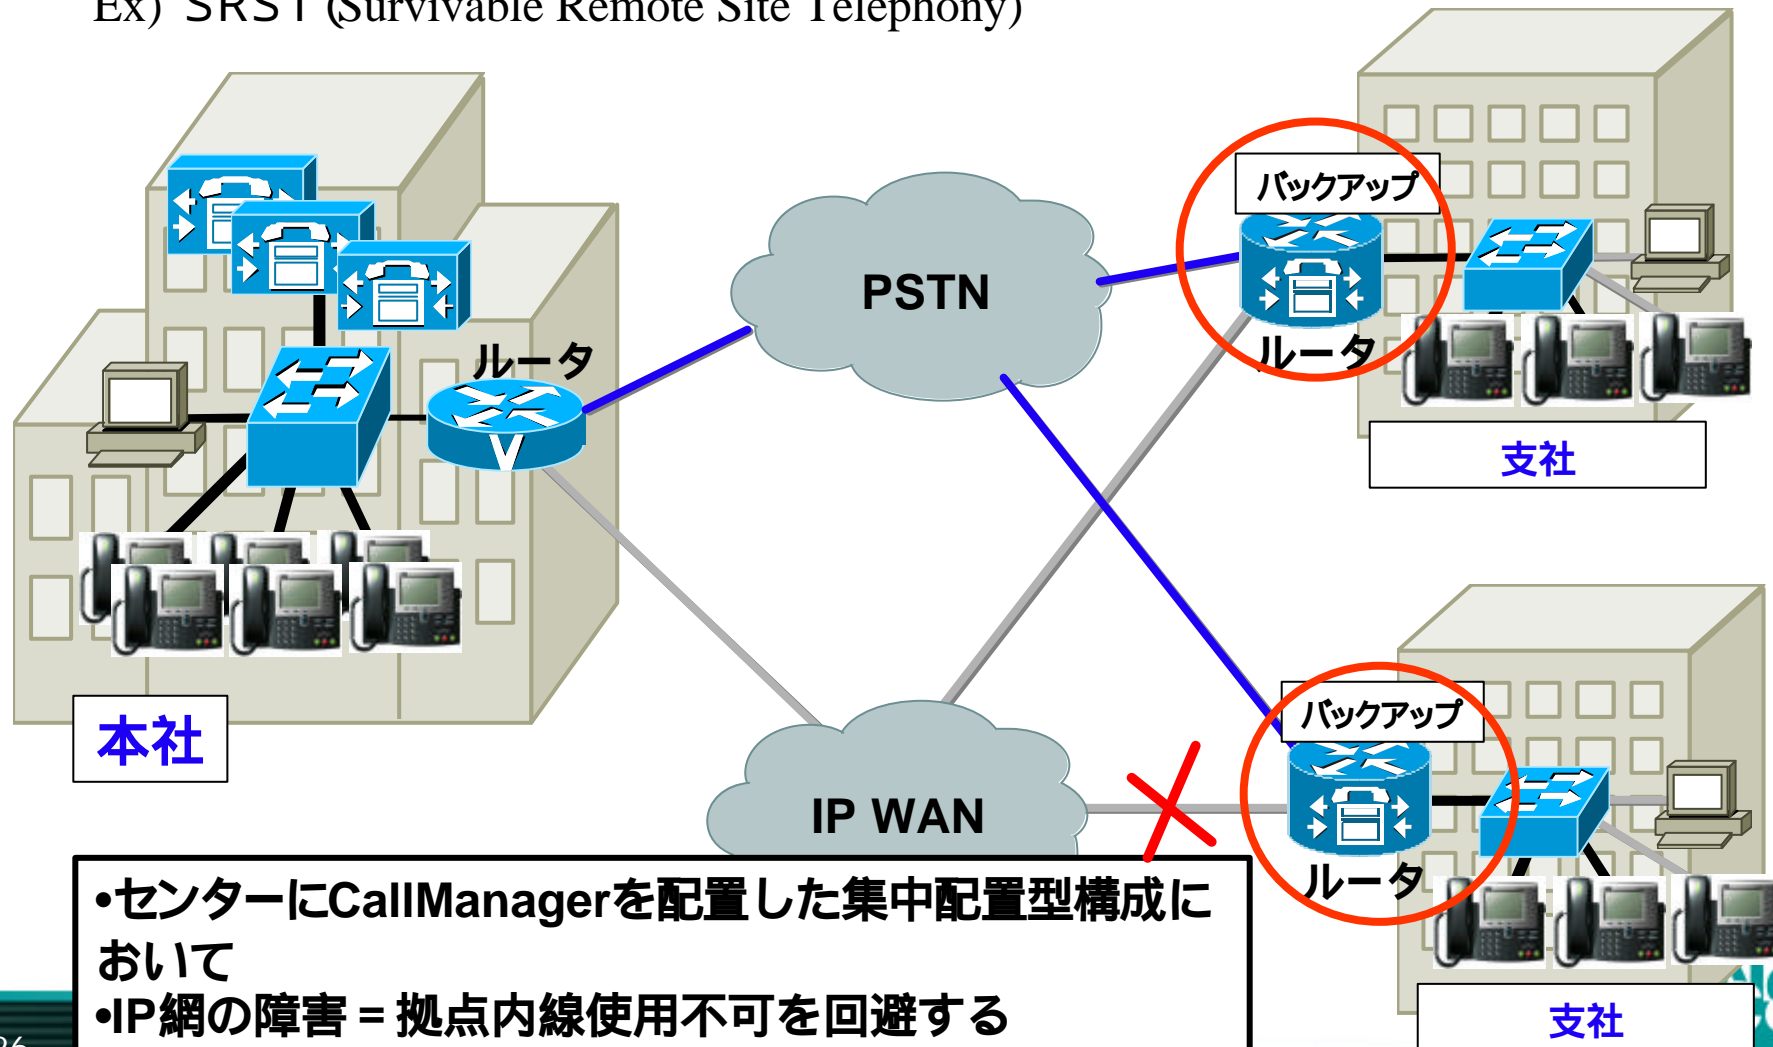 Ex) SRST (Survivable Remote Site Telephony)
バックアップ
PSTN
ルータ
ルータ
支社
本社
バックアップ
IP WAN
ルータ
•センターにCallManagerを配置した集中配置型構成に
おいて
•IP網の障害 = 拠点内線使用不可を回避する
支社